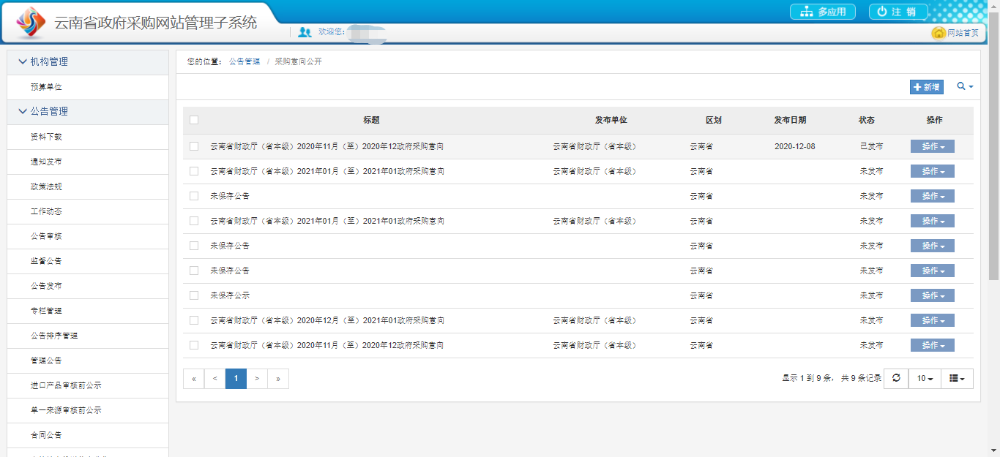 云南省政府采购网站管理子系统
多应用
注 销
欢迎您:
网站首页
机构管理
预算单位
公告管理
资料下载
通知发布
政策法规
工作动态
公告审核
监督公告
公告发布
专栏管理
公告排序管理
管理公告
进口产品审核前公示
单一来源审核前公示
合同公告
您的位置: 公告管理 / 采购意向公开
新增
标题 发布单位 区划 发布日期 状态 操作
云南省财政厅（省本级）2020年11月（至）2020年12政府采购意向 云南省财政厅（省本级） 云南省 2020-12-08 已发布 操作
云南省财政厅（省本级）2021年01月（至）2021年01政府采购意向 云南省财政厅（省本级） 云南省 未发布 操作
未保存公告 云南省 未发布 操作
云南省财政厅（省本级）2021年01月（至）2021年01政府采购意向 云南省财政厅（省本级） 云南省 未发布 操作
未保存公告 云南省 未发布 操作
未保存公告 云南省 未发布 操作
未保存公示 云南省 未发布 操作
云南省财政厅（省本级）2020年12月（至）2021年01政府采购意向 云南省财政厅（省本级） 云南省 未发布 操作
云南省财政厅（省本级）2020年11月（至）2020年12政府采购意向 云南省财政厅（省本级） 云南省 未发布 操作
« < 1 > »
显示 1 到 9 条， 共 9 条记录
10